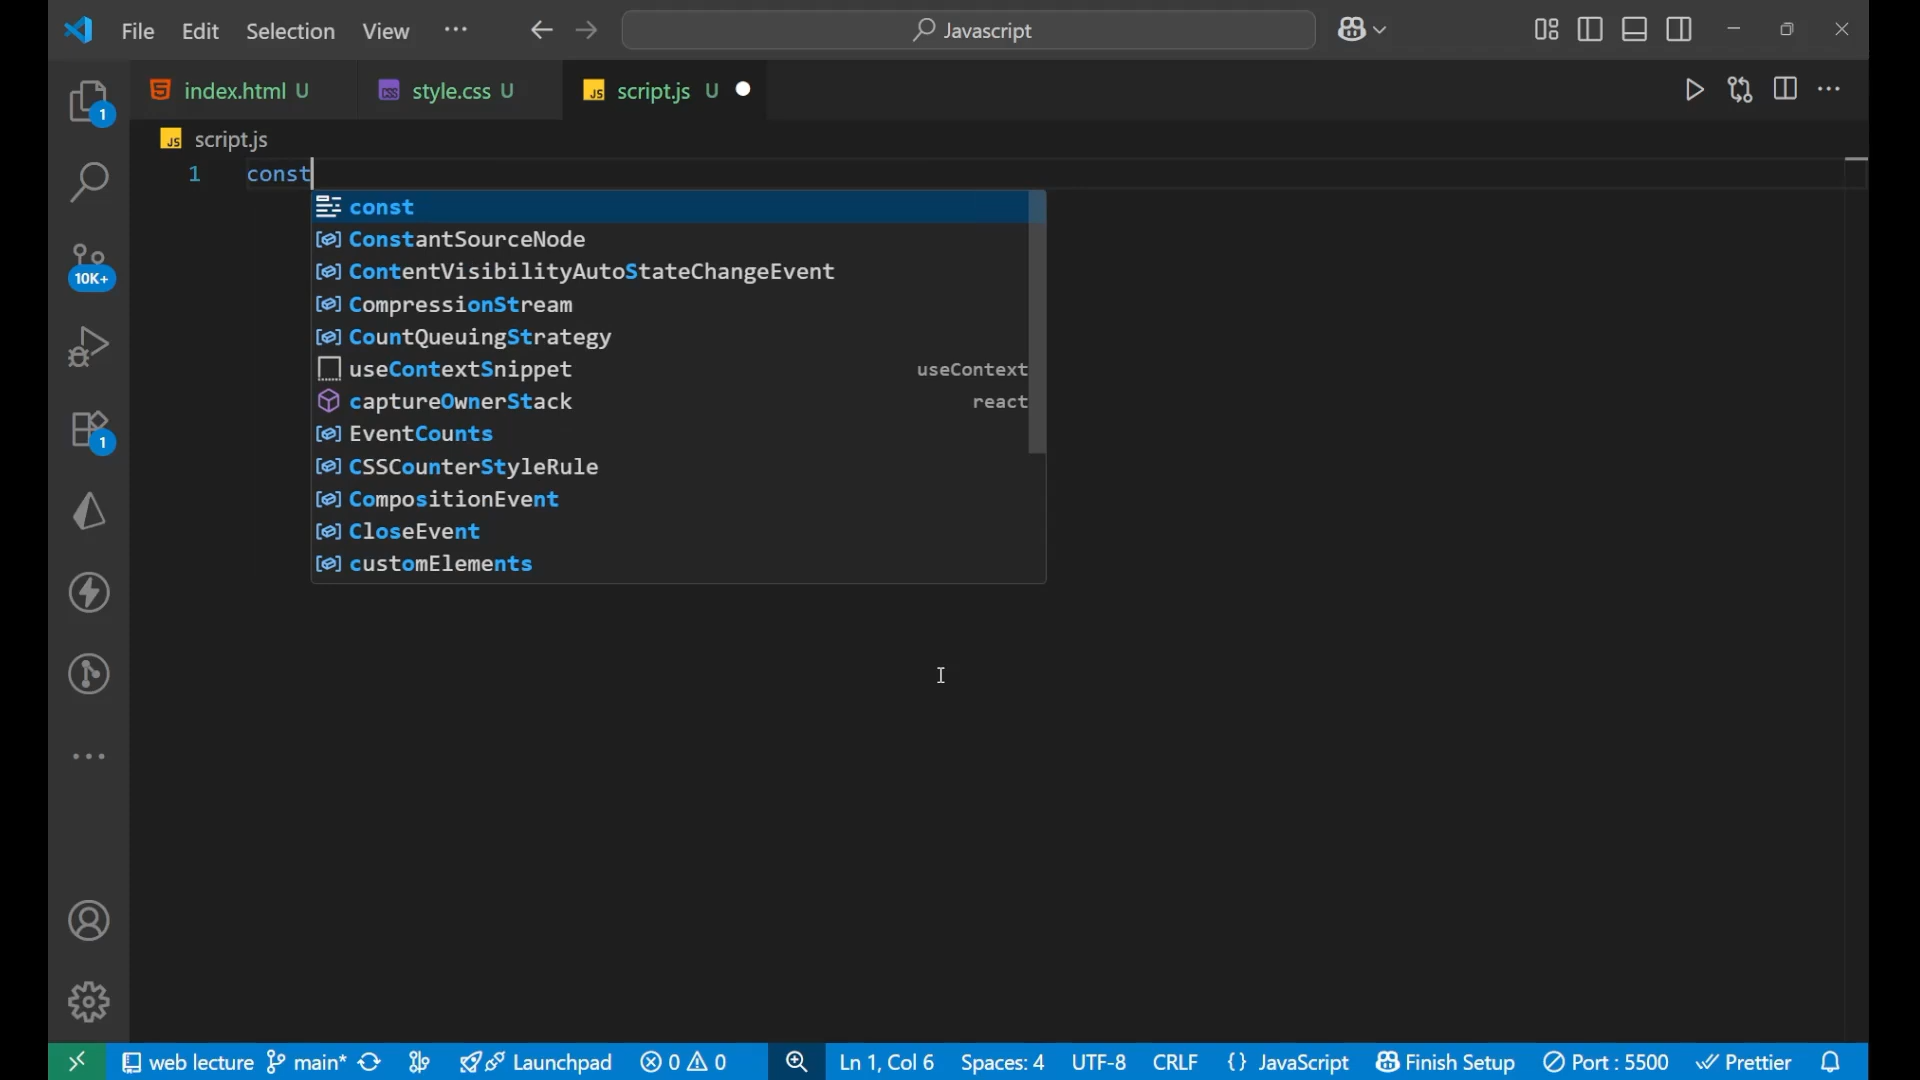 File Edit Selection View ··· Javascript
index.html U style.css U script.js U
script.js
1 const
const
ConstantSourceNode
ContentVisibilityAutoStateChangeEvent
CompressionStream
CountQueuingStrategy
useContextSnippet useContext
captureOwnerStack react
EventCounts
CSSCounterStyleRule
CompositionEvent
CloseEvent
customElements
1
10K+
1
web lecture main* Launchpad 0 0 Ln 1, Col 6 Spaces: 4 UTF-8 CRLF {} JavaScript Finish Setup Port : 5500 Prettier